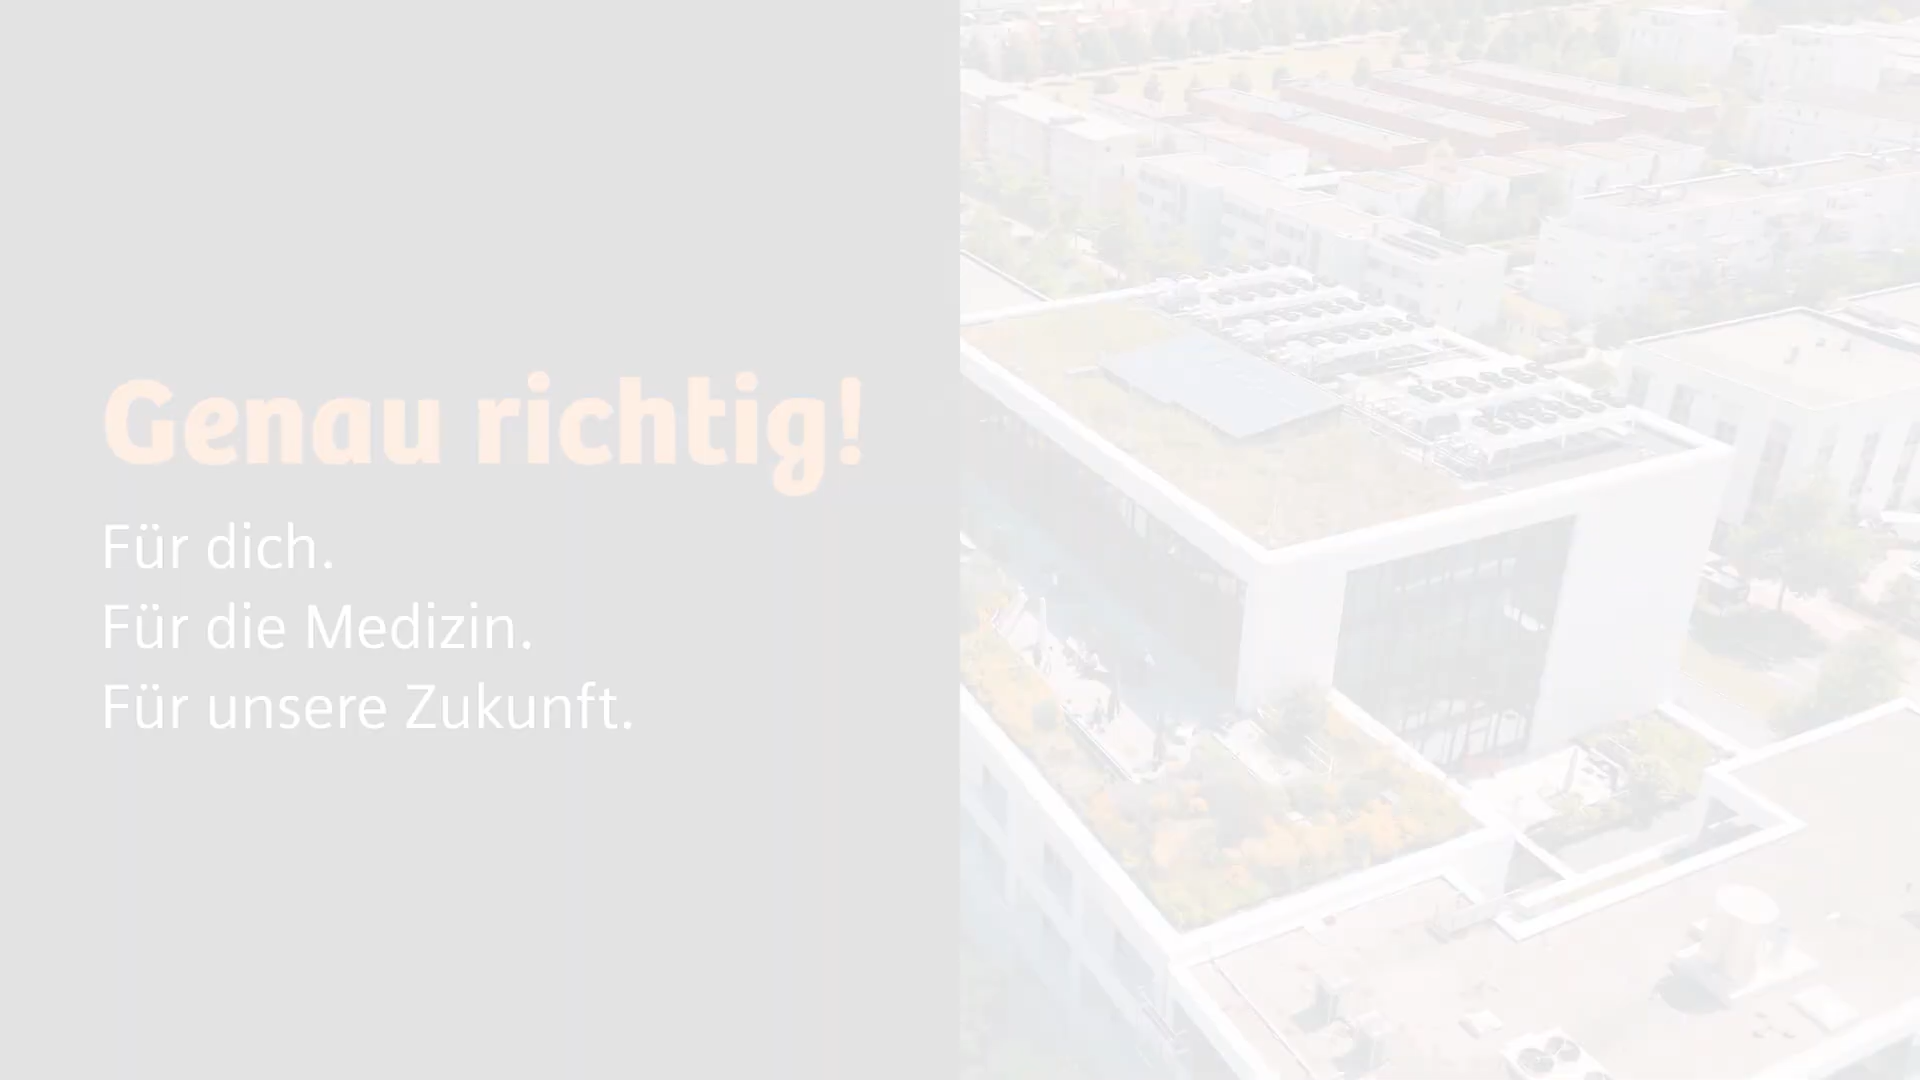 Genau richtig!
Für dich.
Für die Medizin.
Für unsere Zukunft.